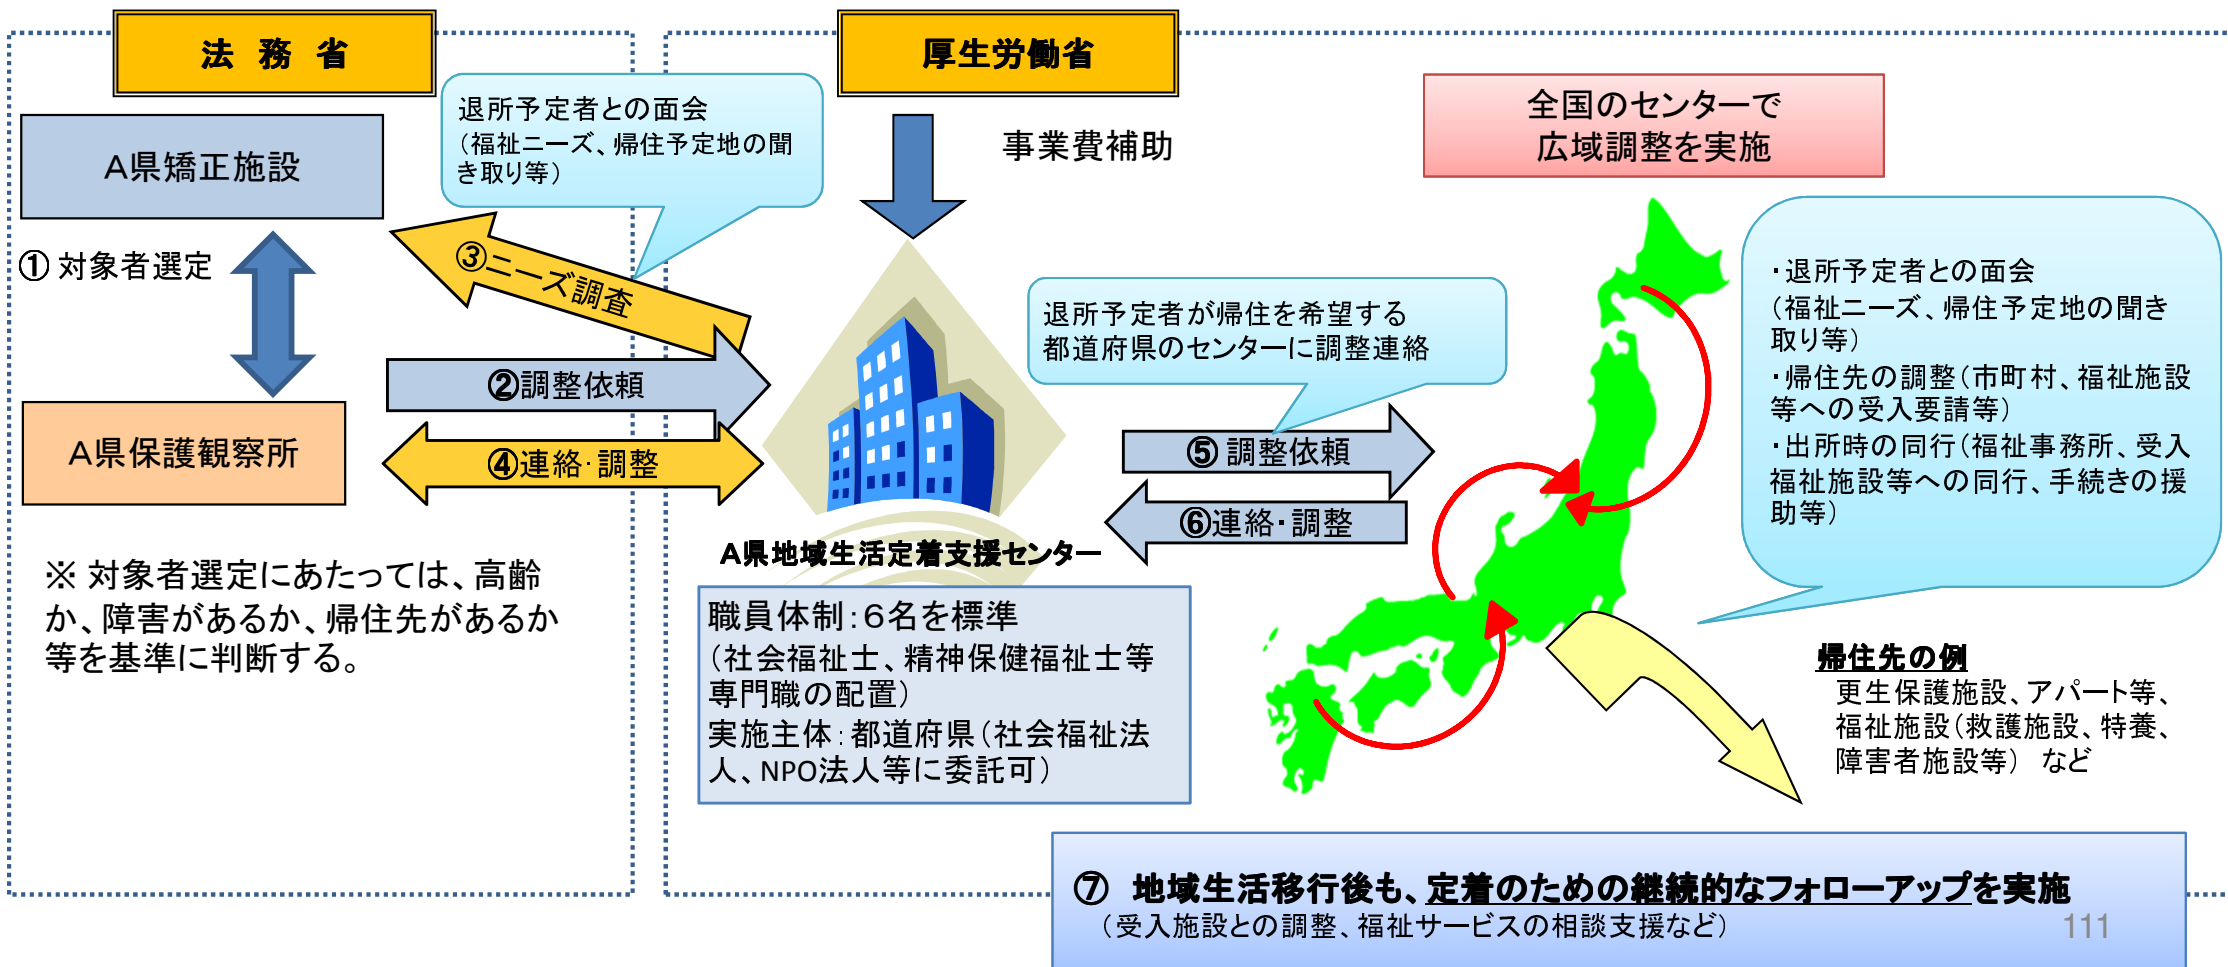 法 務 省
厚生労働省
A県矯正施設
退所予定者との面会
（福祉ニーズ、帰住予定地の聞
き取り等）
事業費補助
全国のセンターで
広域調整を実施
① 対象者選定
③ニーズ調査
②調整依頼
④連絡・調整
A県保護観察所
※ 対象者選定にあたっては、高齢
か、障害があるか、帰住先があるか
等を基準に判断する。
退所予定者が帰住を希望する
都道府県のセンターに調整連絡
⑤ 調整依頼
⑥連絡・調整
A県地域生活定着支援センター
職員体制：６名を標準
（社会福祉士、精神保健福祉士等
専門職の配置）
実施主体：都道府県（社会福祉法
人、NPO法人等に委託可）
・退所予定者との面会
（福祉ニーズ、帰住予定地の聞き
取り等）
・帰住先の調整（市町村、福祉施設
等への受入要請等）
・出所時の同行（福祉事務所、受入
福祉施設等への同行、手続きの援
助等）
帰住先の例
更生保護施設、アパート等、
福祉施設（救護施設、特養、
障害者施設等） など
⑦ 地域生活移行後も、定着のための継続的なフォローアップを実施
（受入施設との調整、福祉サービスの相談支援など）
111